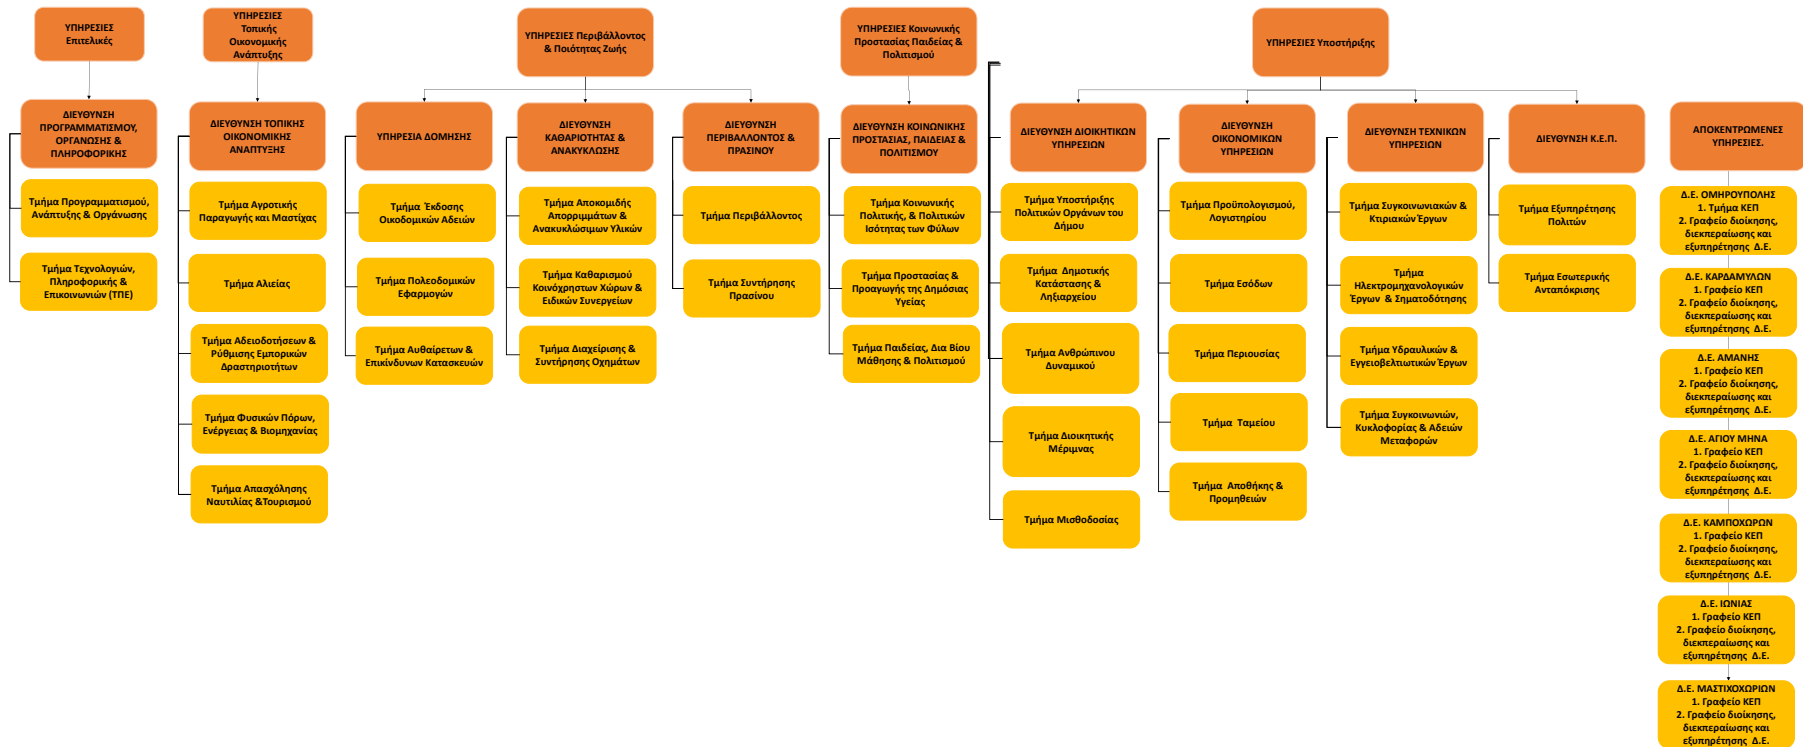 ΥΠΗΡΕΣΙΕΣ
Επιτελικές
ΥΠΗΡΕΣΙΕΣ
Τοπικής
Οικονομικής
Ανάπτυξης
ΥΠΗΡΕΣΙΕΣ Περιβάλλοντος
& Ποιότητας Ζωής
ΥΠΗΡΕΣΙΕΣ Κοινωνικής
Προστασίας Παιδείας &
Πολιτισμού
ΥΠΗΡΕΣΙΕΣ Υποστήριξης
ΔΙΕΥΘΥΝΣΗ
ΠΡΟΓΡΑΜΜΑΤΙΣΜΟΥ,
ΟΡΓΑΝΩΣΗΣ &
ΠΛΗΡΟΦΟΡΙΚΗΣ
Τμήμα Προγραμματισμού,
Ανάπτυξης & Οργάνωσης
Τμήμα Τεχνολογιών,
Πληροφορικής &
Επικοινωνιών (ΤΠΕ)
ΔΙΕΥΘΥΝΣΗ ΤΟΠΙΚΗΣ
ΟΙΚΟΝΟΜΙΚΗΣ
ΑΝΑΠΤΥΞΗΣ
Τμήμα Αγροτικής
Παραγωγής και Μαστίχας
Τμήμα Αλιείας
Τμήμα Αδειοδοτήσεων &
Ρύθμισης Εμπορικών
Δραστηριοτήτων
Τμήμα Φυσικών Πόρων,
Ενέργειας & Βιομηχανίας
Τμήμα Απασχόλησης
Ναυτιλίας &Τουρισμού
ΥΠΗΡΕΣΙΑ ΔΟΜΗΣΗΣ
Τμήμα Έκδοσης
Οικοδομικών Αδειών
Τμήμα Πολεοδομικών
Εφαρμογών
Τμήμα Αυθαίρετων &
Επικίνδυνων Κατασκευών
ΔΙΕΥΘΥΝΣΗ
ΚΑΘΑΡΙΟΤΗΤΑΣ &
ΑΝΑΚΥΚΛΩΣΗΣ
Τμήμα Αποκομιδής
Απορριμμάτων &
Ανακυκλώσιμων Υλικών
Τμήμα Καθαρισμού
Κοινόχρηστων Χώρων &
Ειδικών Συνεργείων
Τμήμα Διαχείρισης &
Συντήρησης Οχημάτων
ΔΙΕΥΘΥΝΣΗ
ΠΕΡΙΒΑΛΛΟΝΤΟΣ &
ΠΡΑΣΙΝΟΥ
Τμήμα Περιβάλλοντος
Τμήμα Συντήρησης
Πρασίνου
ΔΙΕΥΘΥΝΣΗ ΚΟΙΝΩΝΙΚΗΣ
ΠΡΟΣΤΑΣΙΑΣ, ΠΑΙΔΕΙΑΣ &
ΠΟΛΙΤΙΣΜΟΥ
Τμήμα Κοινωνικής
Πολιτικής, & Πολιτικών
Ισότητας των Φύλων
Τμήμα Προστασίας &
Προαγωγής της Δημόσιας
Υγείας
Τμήμα Παιδείας, Δια Βίου
Μάθησης & Πολιτισμού
ΔΙΕΥΘΥΝΣΗ ΔΙΟΙΚΗΤΙΚΩΝ
ΥΠΗΡΕΣΙΩΝ
Τμήμα Υποστήριξης
Πολιτικών Οργάνων του
Δήμου
Τμήμα Δημοτικής
Κατάστασης &
Ληξιαρχείου
Τμήμα Ανθρώπινου
Δυναμικού
Τμήμα Διοικητικής
Μέριμνας
Τμήμα Μισθοδοσίας
ΔΙΕΥΘΥΝΣΗ
ΟΙΚΟΝΟΜΙΚΩΝ
ΥΠΗΡΕΣΙΩΝ
Τμήμα Προϋπολογισμού,
Λογιστηρίου
Τμήμα Εσόδων
Τμήμα Περιουσίας
Τμήμα Ταμείου
Τμήμα Αποθήκης &
Προμηθειών
ΔΙΕΥΘΥΝΣΗ ΤΕΧΝΙΚΩΝ
ΥΠΗΡΕΣΙΩΝ
Τμήμα Συγκοινωνιακών &
Κτιριακών Έργων
Τμήμα
Ηλεκτρομηχανολογικών
Έργων & Σηματοδότησης
Τμήμα Υδραυλικών &
Εγγειοβελτιωτικών Έργων
Τμήμα Συγκοινωνιών,
Κυκλοφορίας & Αδειών
Μεταφορών
ΔΙΕΥΘΥΝΣΗ Κ.Ε.Π.
Τμήμα Εξυπηρέτησης
Πολιτών
Τμήμα Εσωτερικής
Ανταπόκρισης
ΑΠΟΚΕΝΤΡΩΜΕΝΕΣ
ΥΠΗΡΕΣΙΕΣ.
Δ.Ε. ΟΜΗΡΟΥΠΟΛΗΣ
1. Τμήμα ΚΕΠ
2. Γραφείο διοίκησης,
διεκπεραίωσης και
εξυπηρέτησης Δ.Ε.
Δ.Ε. ΚΑΡΔΑΜΥΛΩΝ
1. Γραφείο ΚΕΠ
2. Γραφείο διοίκησης,
διεκπεραίωσης και
εξυπηρέτησης Δ.Ε.
Δ.Ε. ΑΜΑΝΗΣ
1. Γραφείο ΚΕΠ
2. Γραφείο διοίκησης,
διεκπεραίωσης και
εξυπηρέτησης Δ.Ε.
Δ.Ε. ΑΓΙΟΥ ΜΗΝΑ
1. Γραφείο ΚΕΠ
2. Γραφείο διοίκησης,
διεκπεραίωσης και
εξυπηρέτησης Δ.Ε.
Δ.Ε. ΚΑΜΠΟΧΩΡΩΝ
1. Γραφείο ΚΕΠ
2. Γραφείο διοίκησης,
διεκπεραίωσης και
εξυπηρέτησης Δ.Ε.
Δ.Ε. ΙΩΝΙΑΣ
1. Γραφείο ΚΕΠ
2. Γραφείο διοίκησης,
διεκπεραίωσης και
εξυπηρέτησης Δ.Ε.
Δ.Ε. ΜΑΣΤΙΧΟΧΩΡΙΩΝ
1. Γραφείο ΚΕΠ
2. Γραφείο διοίκησης,
διεκπεραίωσης και
εξυπηρέτησης Δ.Ε.